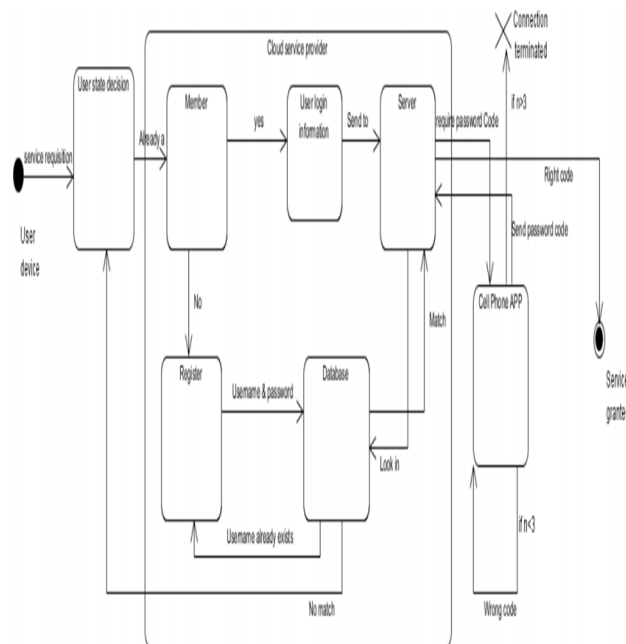 Connection
terminated
Cloud service provider
User state decision
Member
User login
information
Server
if n>3
service requisition
Already a
yes
Send to
require password Code
Right code
Send password code
User
device
No
Match
Cell Phone APP
Register
Username & password
Database
Look in
Service
grante
Username already exists
if n<3
No match
Wrong code